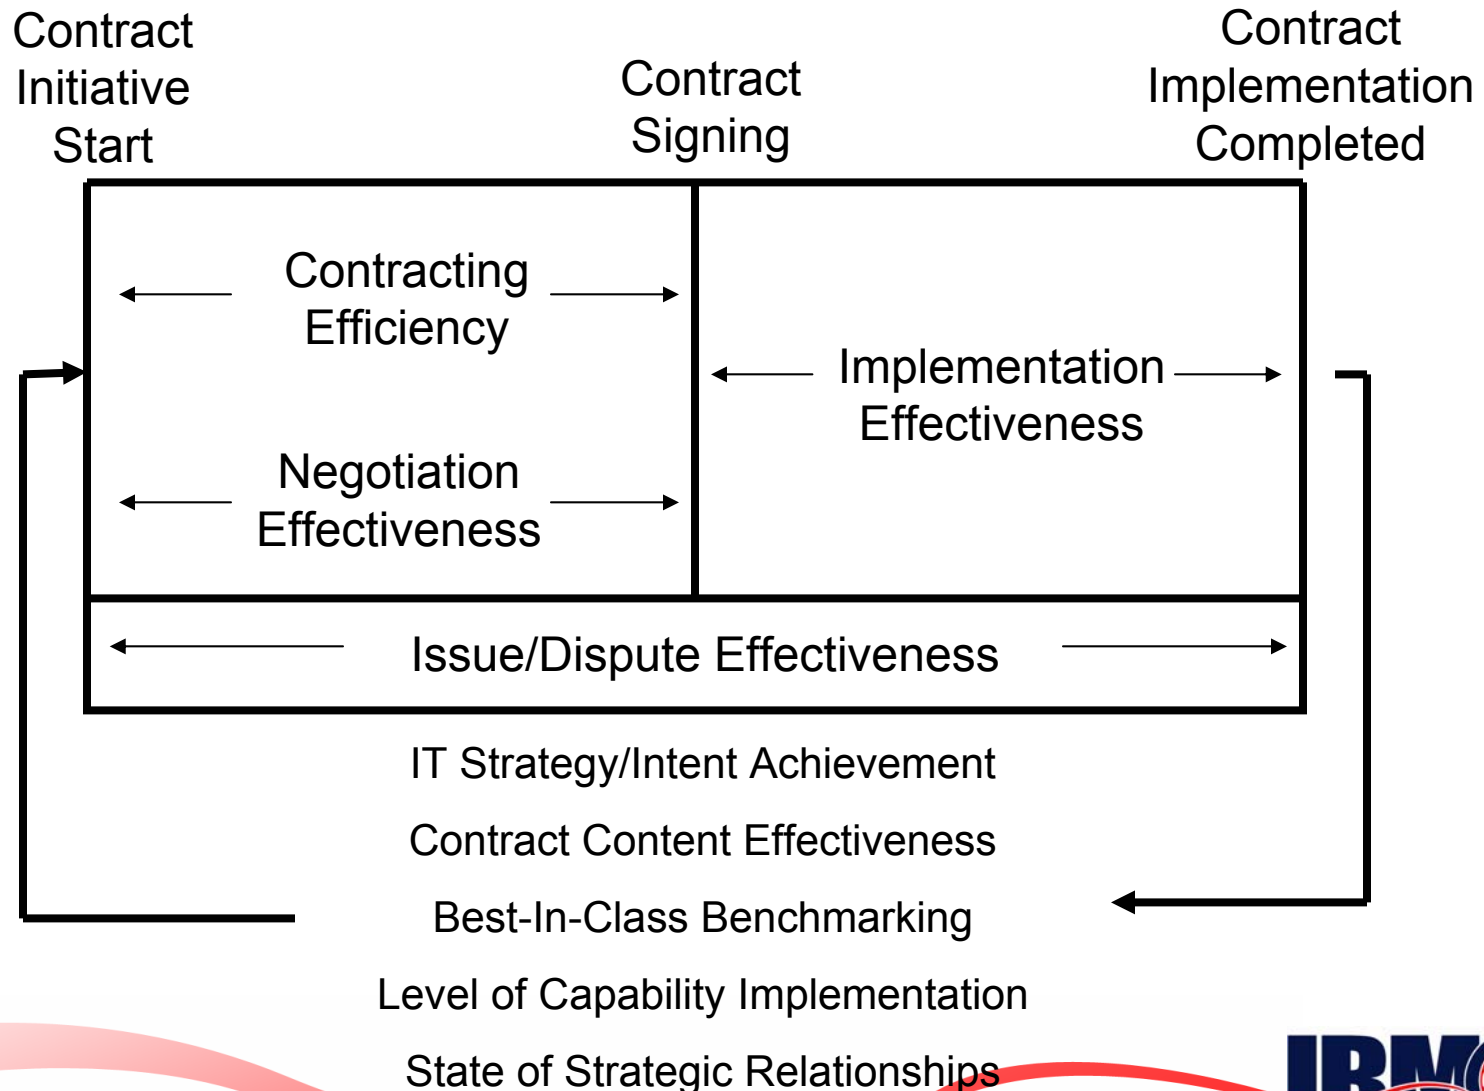 Contract
Initiative
Start
Contract
Signing
Contract
Implementation
Completed
Contracting
Efficiency
Implementation
Effectiveness
Negotiation
Effectiveness
Issue/Dispute Effectiveness
IT Strategy/Intent Achievement
Contract Content Effectiveness
Best-In-Class Benchmarking
Level of Capability Implementation
State of Strategic Relationships